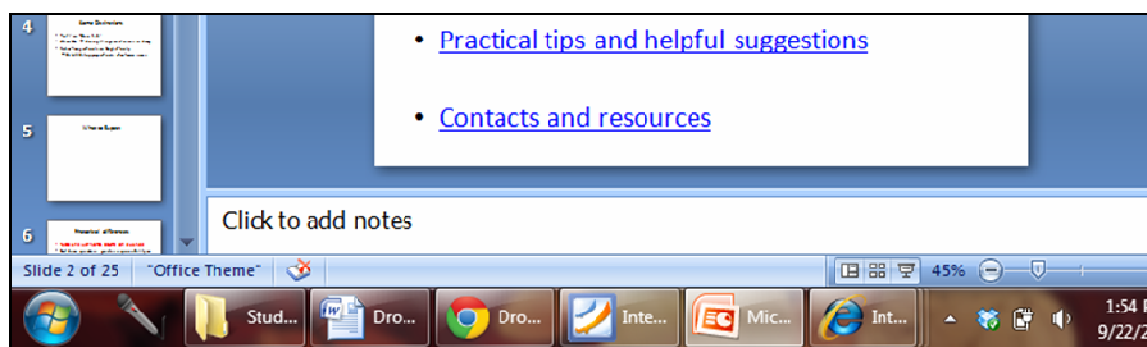 4
• Practical tips and helpful suggestions
• Contacts and resources
5
6
Click to add notes
Slide 2 of 25 "Office Theme" 45%
Stud... Dro... Dro... Inte... Mic... Int... 1:54
9/22/2